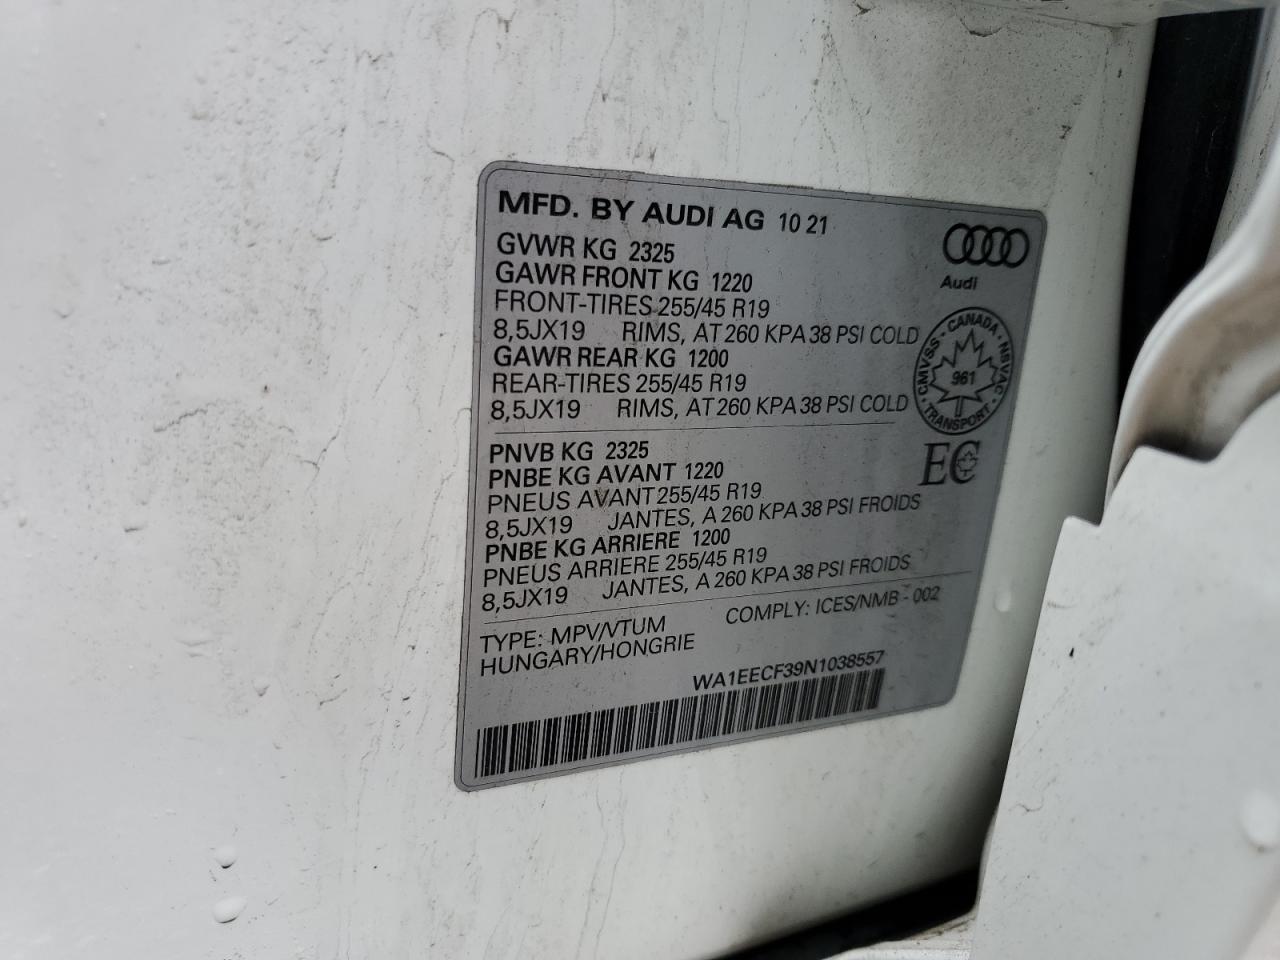 MFD. BY AUDI AG 10 21
GVWR KG 2325
GAWR FRONT KG 1220
FRONT-TIRES 255/45 R19
8,5JX19 RIMS, AT 260 KPA 38 PSI COLD
GAWR REAR KG 1200
REAR-TIRES 255/45 R19
8,5JX19 RIMS, AT 260 KPA 38 PSI COLD
Audi
CANADA · NSVAC · TRANSPORT · CMVSS ·
961
EC
PNVB KG 2325
PNBE KG AVANT 1220
PNEUS AVANT 255/45 R19
8,5JX19 JANTES, A 260 KPA 38 PSI FROIDS
PNBE KG ARRIERE 1200
PNEUS ARRIERE 255/45 R19
8,5JX19 JANTES, A 260 KPA 38 PSI FROIDS
TYPE: MPV/VTUM COMPLY: ICES/NMB - 002
HUNGARY/HONGRIE
WA1EECF39N1038557